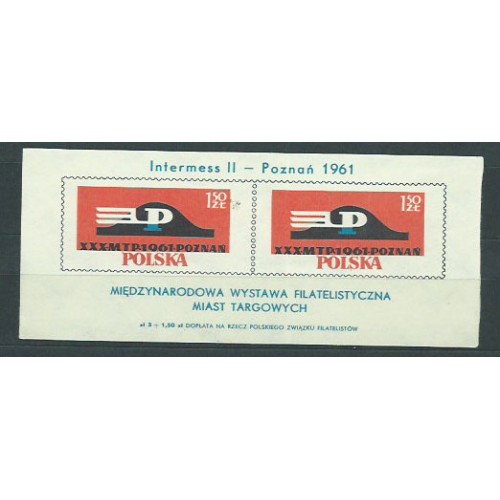 Intermess II – Poznań 1961
1,50 ZŁ
P
XXX·MTP·1961·POZNAŃ
POLSKA
1,50 ZŁ
P
XXX·MTP·1961·POZNAŃ
POLSKA
MIĘDZYNARODOWA WYSTAWA FILATELISTYCZNA
MIAST TARGOWYCH
zł 3 + 1,50 zł DOPŁATA NA RZECZ POLSKIEGO ZWIĄZKU FILATELISTÓW